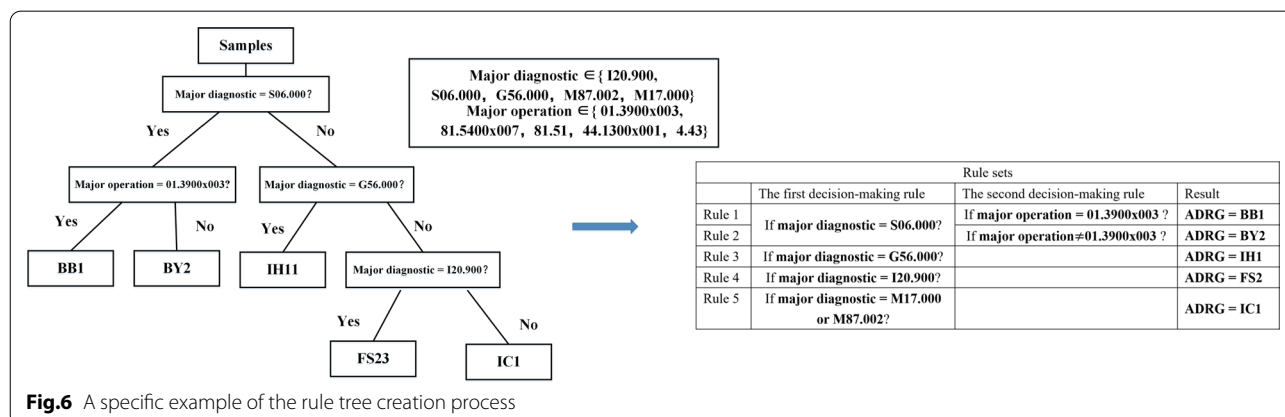 Samples
Major diagnostic = S06.000?
Yes
No
Major operation = 01.3900x003?
Major diagnostic = G56.000?
Yes
No
Yes
No
BB1
BY2
IH11
Major diagnostic = I20.900?
Yes
No
FS23
IC1
Major diagnostic ∈ { I20.900,
S06.000, G56.000, M87.002, M17.000}
Major operation ∈ { 01.3900x003,
81.5400x007, 81.51, 44.1300x001, 4.43}
Rule sets
The first decision-making rule The second decision-making rule Result
Rule 1 If major diagnostic = S06.000? If major operation = 01.3900x003 ? ADRG = BB1
Rule 2 If major operation≠01.3900x003 ? ADRG = BY2
Rule 3 If major diagnostic = G56.000? ADRG = IH1
Rule 4 If major diagnostic = I20.900? ADRG = FS2
Rule 5 If major diagnostic = M17.000
or M87.002? ADRG = IC1
Fig.6 A specific example of the rule tree creation process